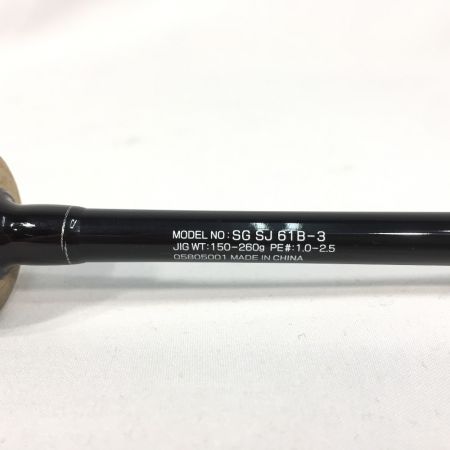 MODEL NO: SG SJ 61B-3
JIG WT: 150-260g PE#: 1.0-2.5
05805001 MADE IN CHINA